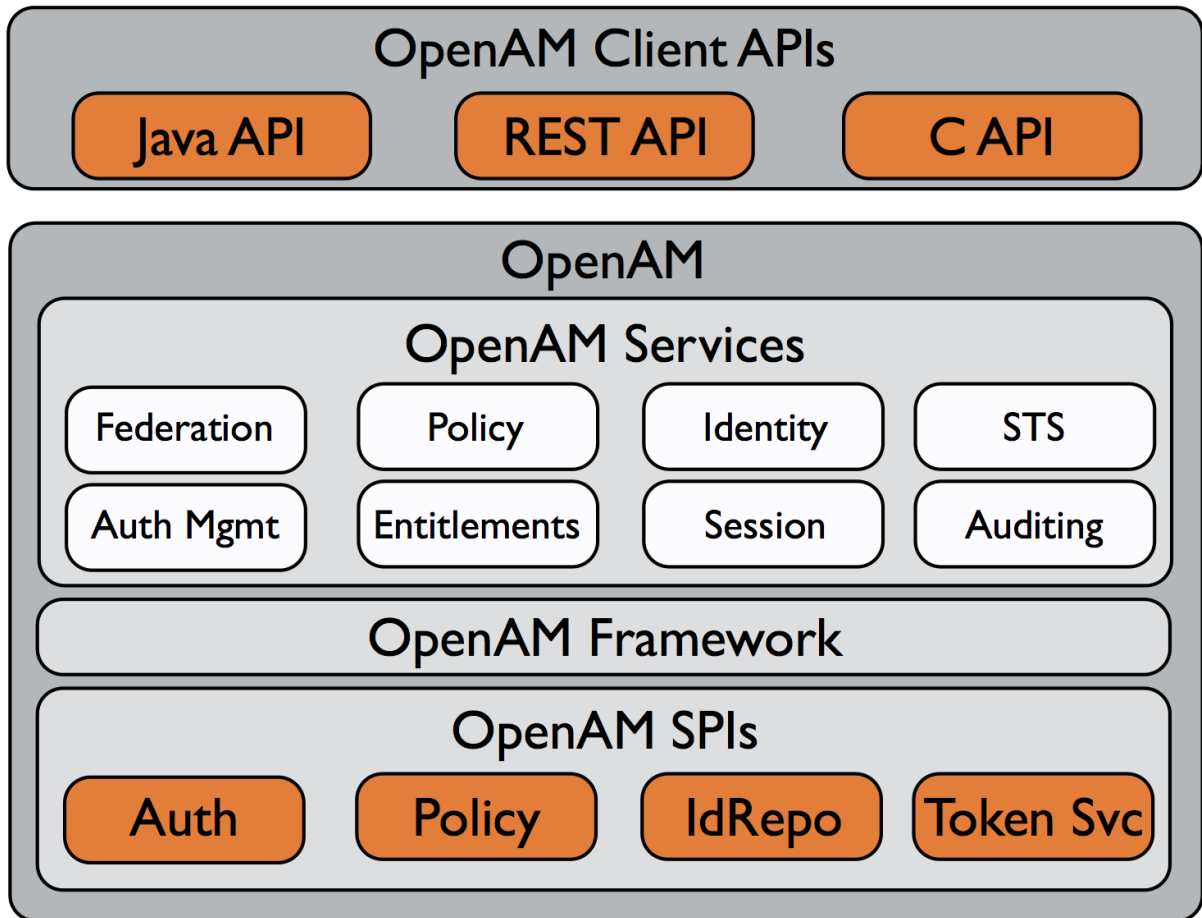 OpenAM Client APIs
Java API
REST API
C API
OpenAM
OpenAM Services
Federation
Policy
Identity
STS
Auth Mgmt
Entitlements
Session
Auditing
OpenAM Framework
OpenAM SPIs
Auth
Policy
IdRepo
Token Svc